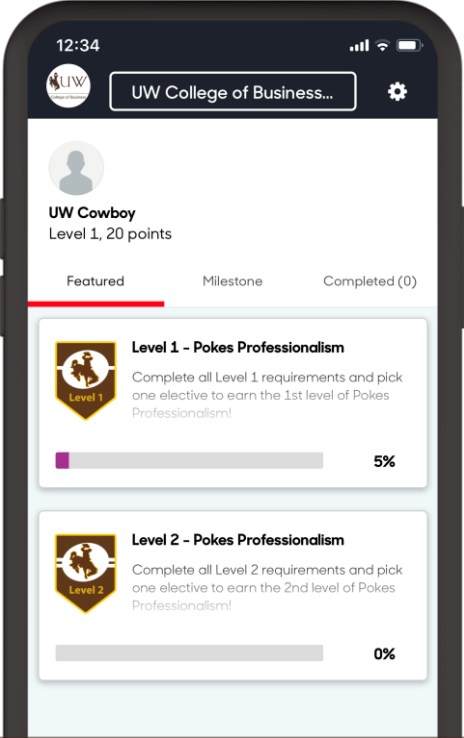 12:34
UW
College of Business
UW College of Business...
UW Cowboy
Level 1, 20 points
Featured Milestone Completed (0)
Level 1 - Pokes Professionalism
Complete all Level 1 requirements and pick
one elective to earn the 1st level of Pokes
Professionalism!
Level 1
5%
Level 2 - Pokes Professionalism
Complete all Level 2 requirements and pick
one elective to earn the 2nd level of Pokes
Professionalism!
Level 2
0%